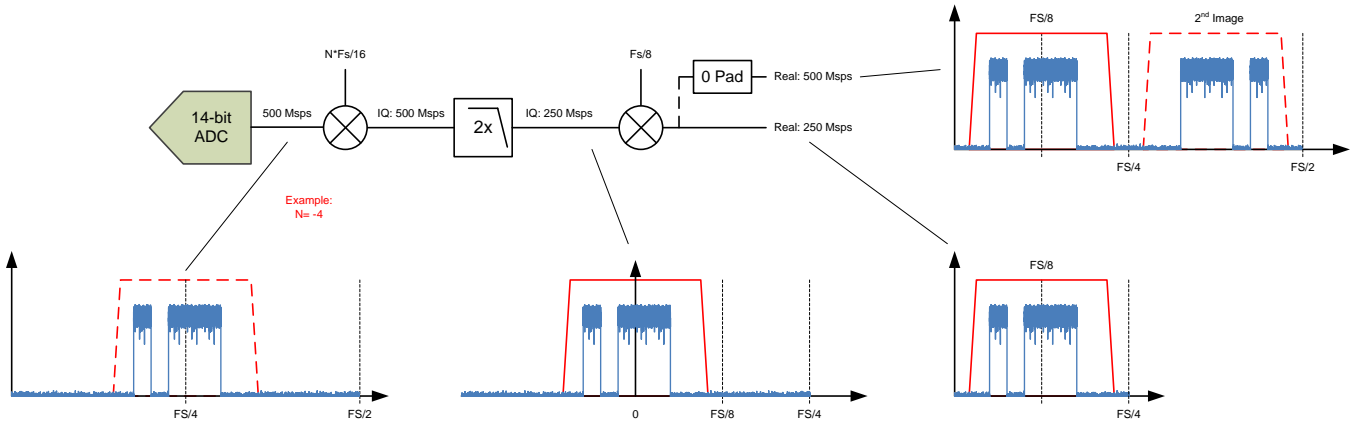 FS/8
2nd Image
N*Fs/16
Fs/8
0 Pad
Real: 500 Msps
14-bit
ADC
500 Msps
IQ: 500 Msps
2x
IQ: 250 Msps
Real: 250 Msps
FS/4
FS/2
Example:
N= -4
FS/8
FS/4
FS/2
0
FS/8
FS/4
FS/4